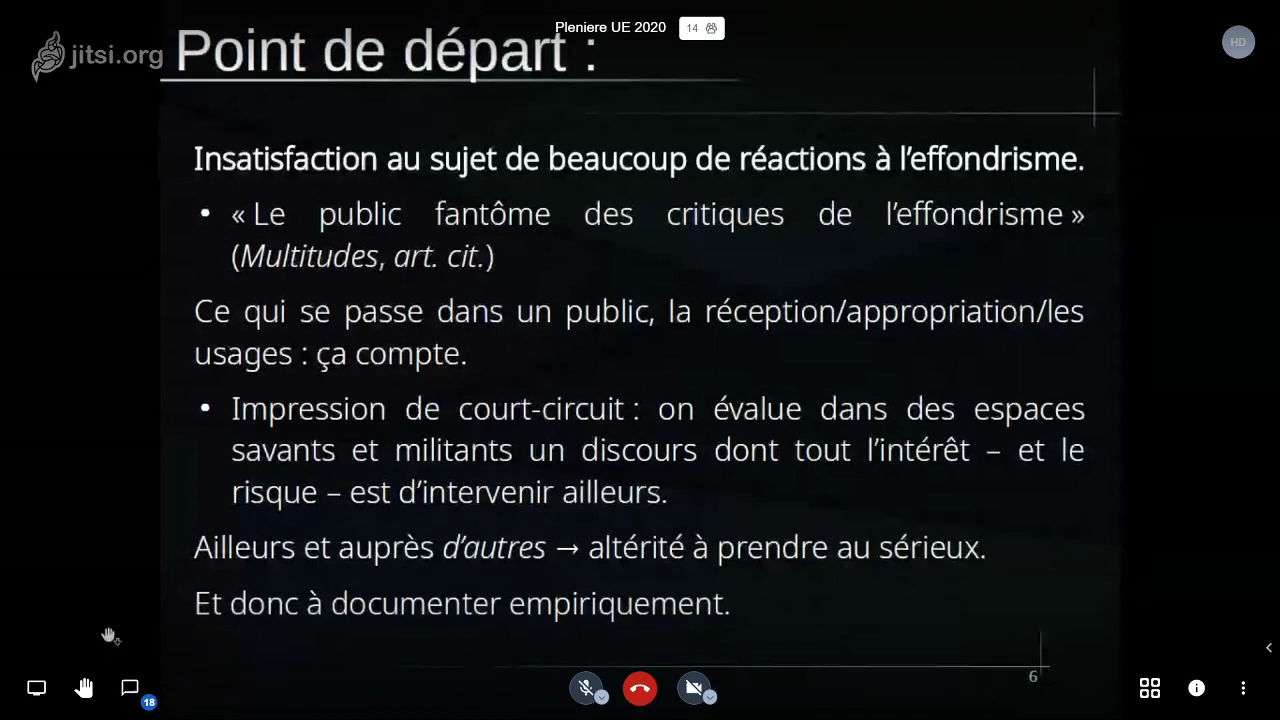 Pleniere UE 2020 14
jitsi.org
HD
Point de départ :
Insatisfaction au sujet de beaucoup de réactions à l’effondrisme.
• « Le public fantôme des critiques de l’effondrisme »
(Multitudes, art. cit.)
Ce qui se passe dans un public, la réception/appropriation/les
usages : ça compte.
• Impression de court-circuit : on évalue dans des espaces
savants et militants un discours dont tout l’intérêt – et le
risque – est d’intervenir ailleurs.
Ailleurs et auprès d’autres → altérité à prendre au sérieux.
Et donc à documenter empiriquement.
6
18